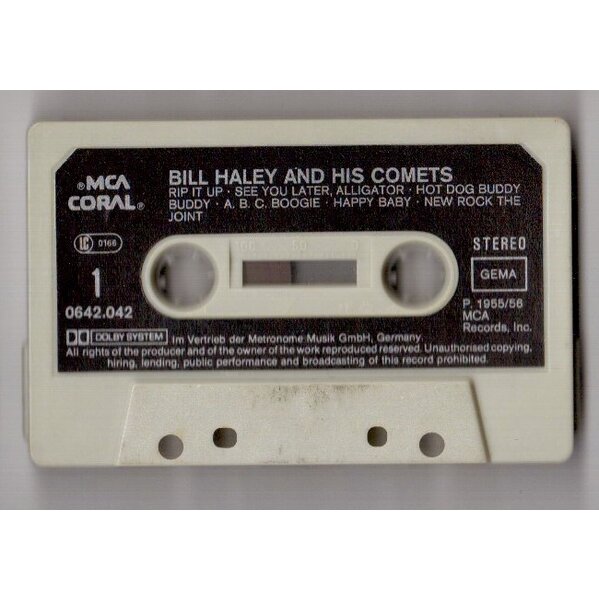 ®MCA
CORAL®
BILL HALEY AND HIS COMETS
RIP IT UP · SEE YOU LATER, ALLIGATOR · HOT DOG BUDDY
BUDDY · A. B. C. BOOGIE · HAPPY BABY · NEW ROCK THE
JOINT
LC 0166
100 50
1
0642.042
STEREO
GEMA
P. 1955/56
MCA
Records, Inc.
DOLBY SYSTEM Im Vertrieb der Metronome Musik GmbH, Germany
All rights of the producer and of the owner of the work reproduced reserved. Unauthorised copying,
hiring, lending, public performance and broadcasting of this record prohibited.